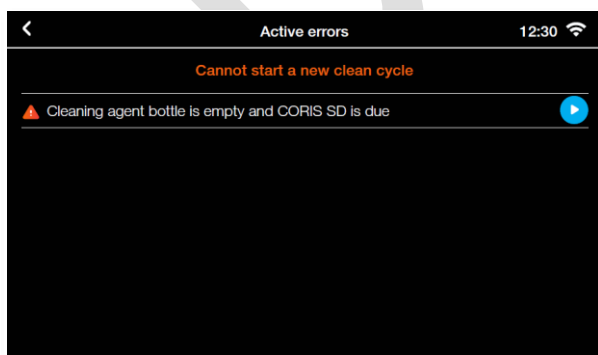 Active errors
12:30
Cannot start a new clean cycle
Cleaning agent bottle is empty and CORIS SD is due